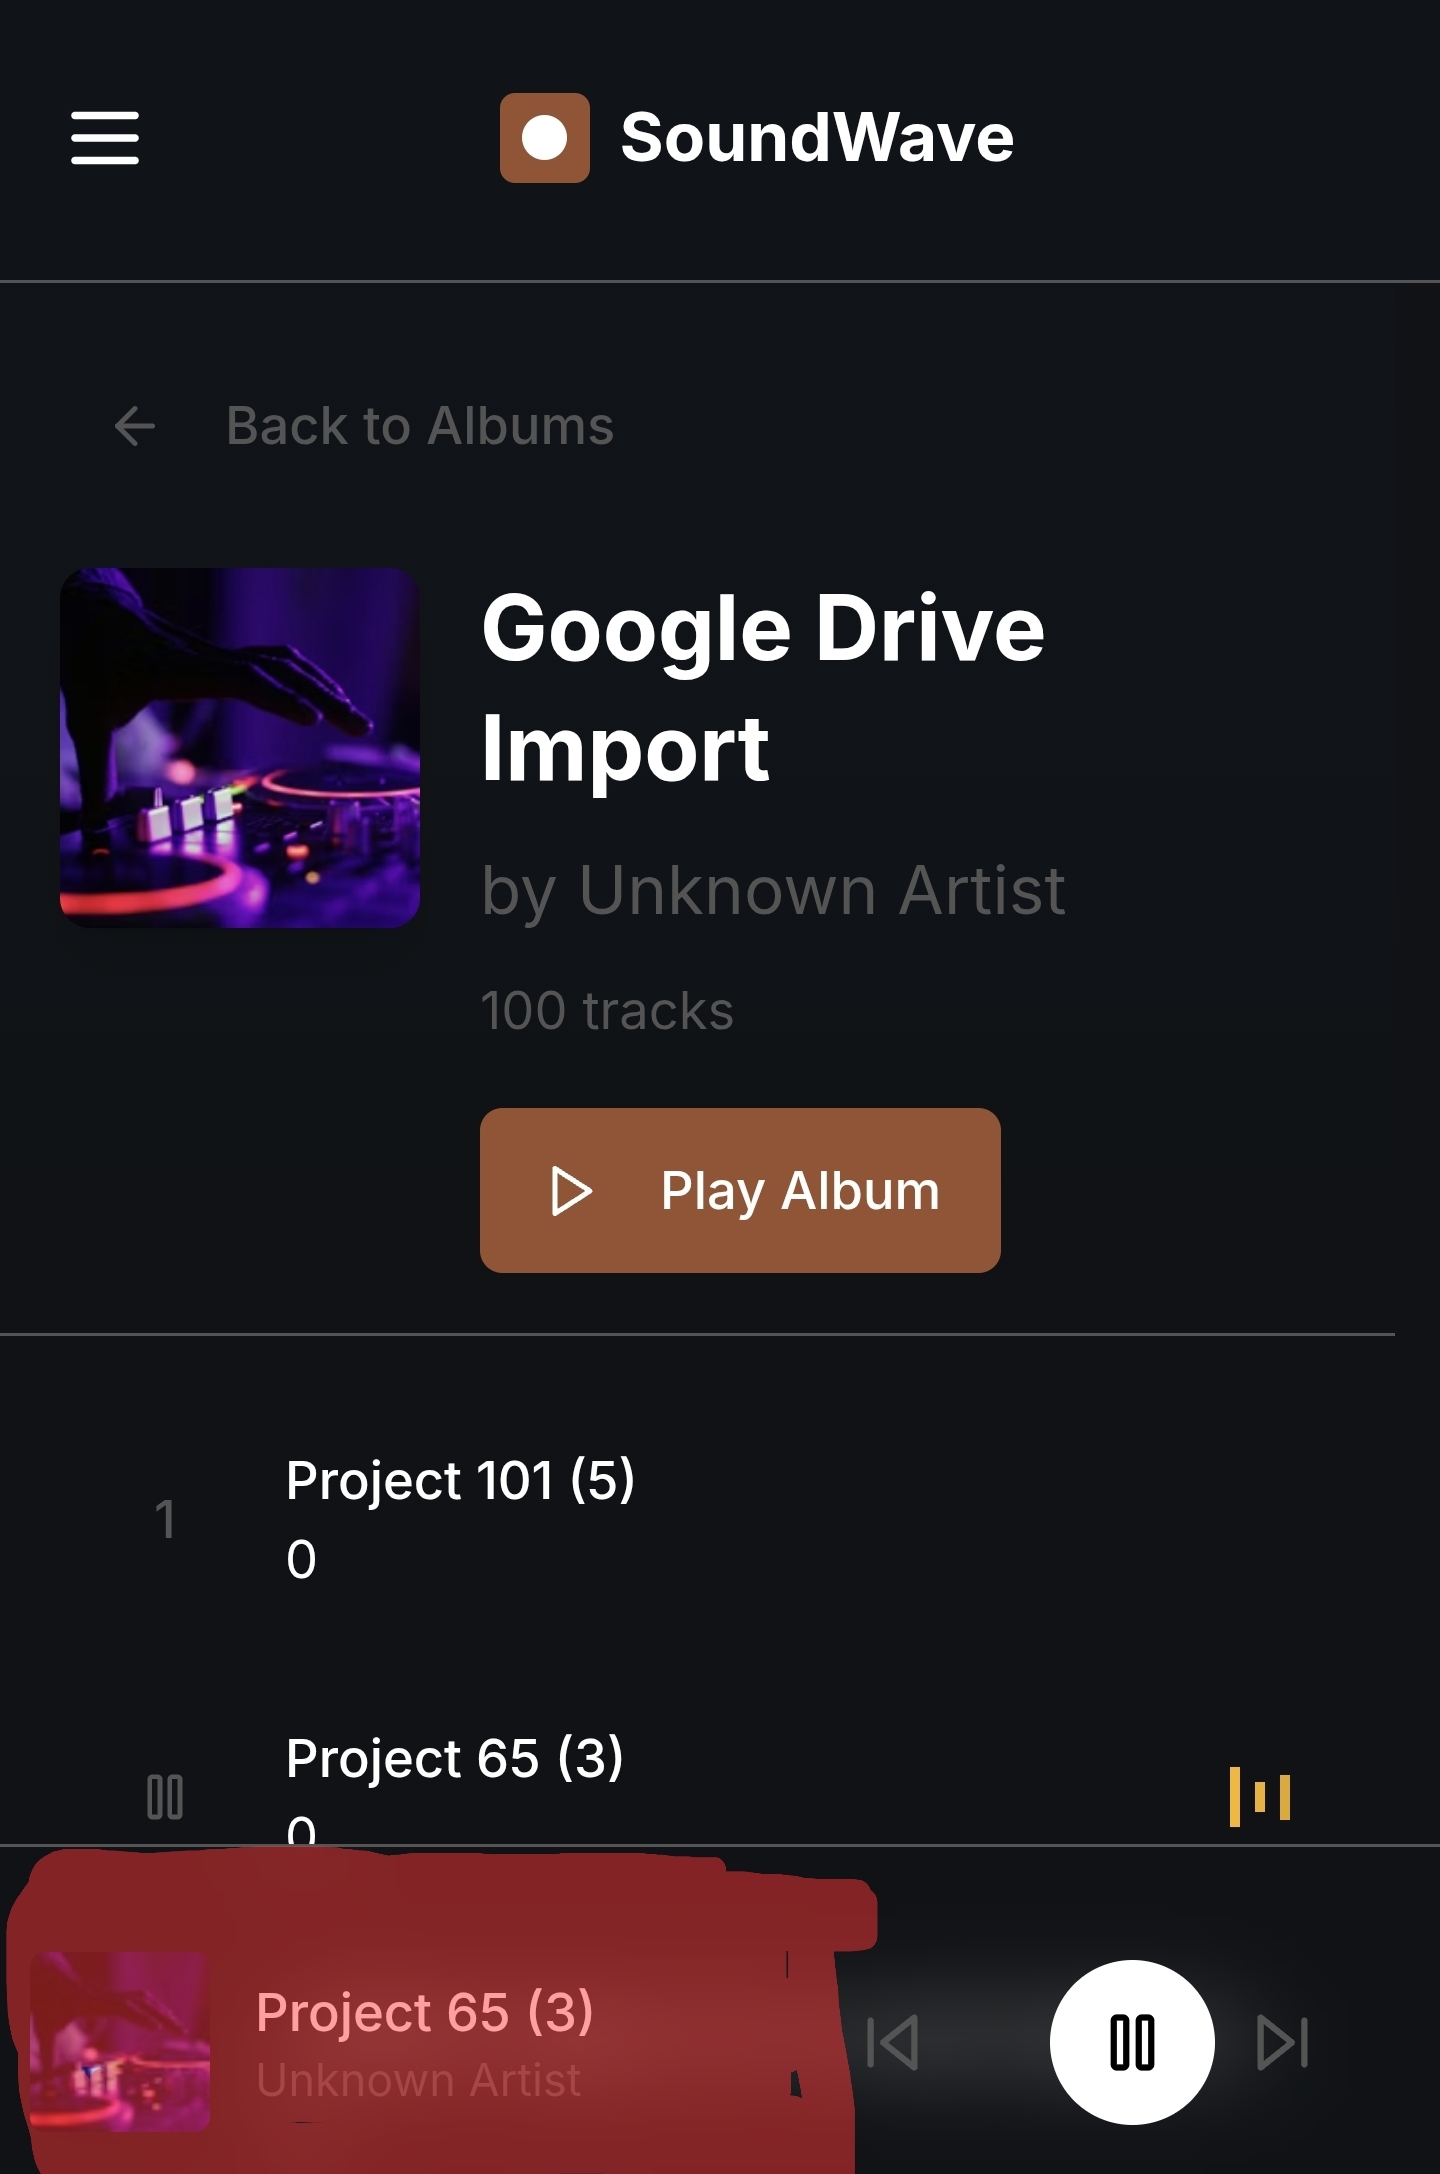 SoundWave
Back to Albums
Google Drive
Import
by Unknown Artist
100 tracks
Play Album
1
Project 101 (5)
0
Project 65 (3)
0
Project 65 (3)
Unknown Artist